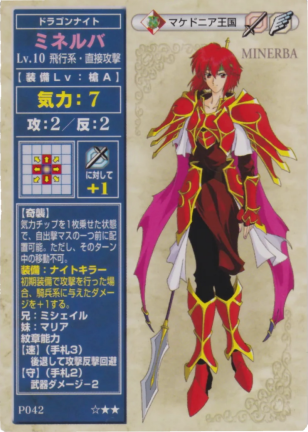 ドラゴンナイト
ミネルバ
Lv.10 飛行系・直接攻撃
【装備Lv:槍A】
気力:7
攻:2/反:2
に対して
+1
【奇襲】
気力チップを1枚乗せた状態
で、自出撃マスの一つ前に配
置可能。ただし、そのターン
中の移動不可。
装備:ナイトキラー
初期装備で攻撃を行った場
合、騎兵系に与えたダメー
ジを+1する。
兄:ミシェイル
妹:マリア
紋章能力
【速】(手札3)
後退して攻撃反撃回避
【守】(手札2)
武器ダメージ-2
P042
☆★★
マケドニア王国
MINERBA